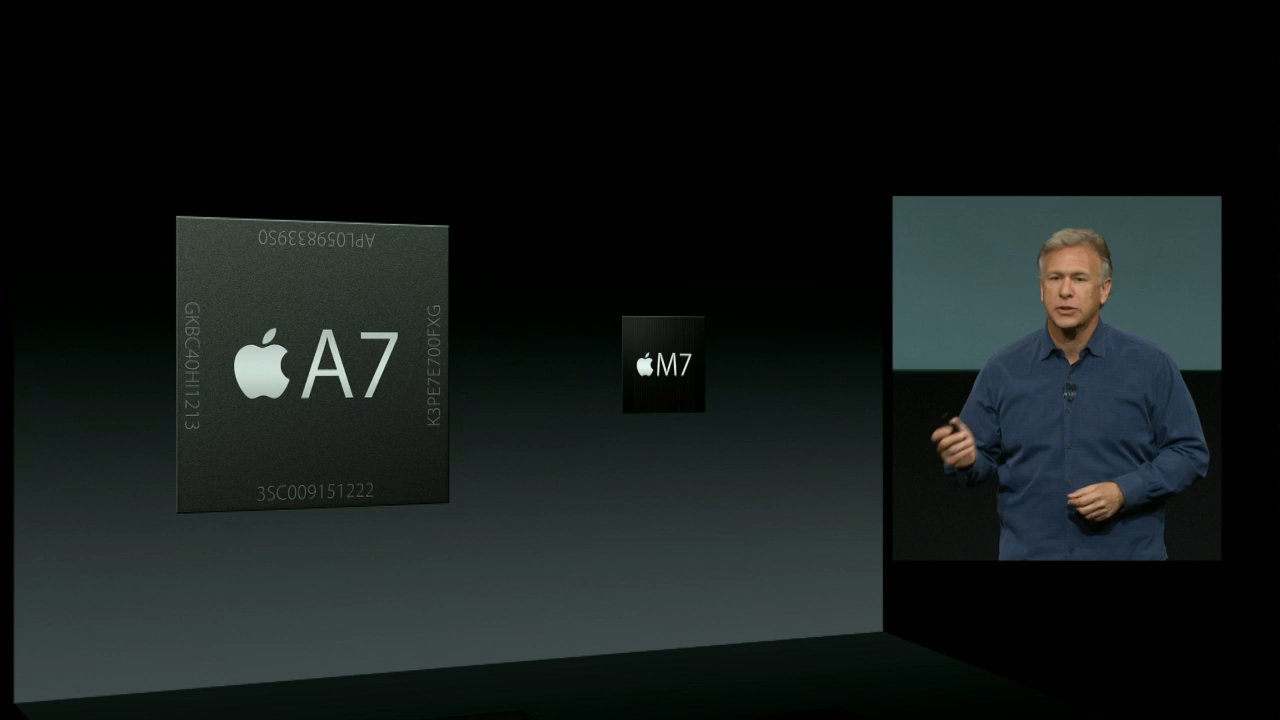 APL0598339S0
GKBC40HI1213
A7
K3PE7E700FXG
3SC009151222
M7